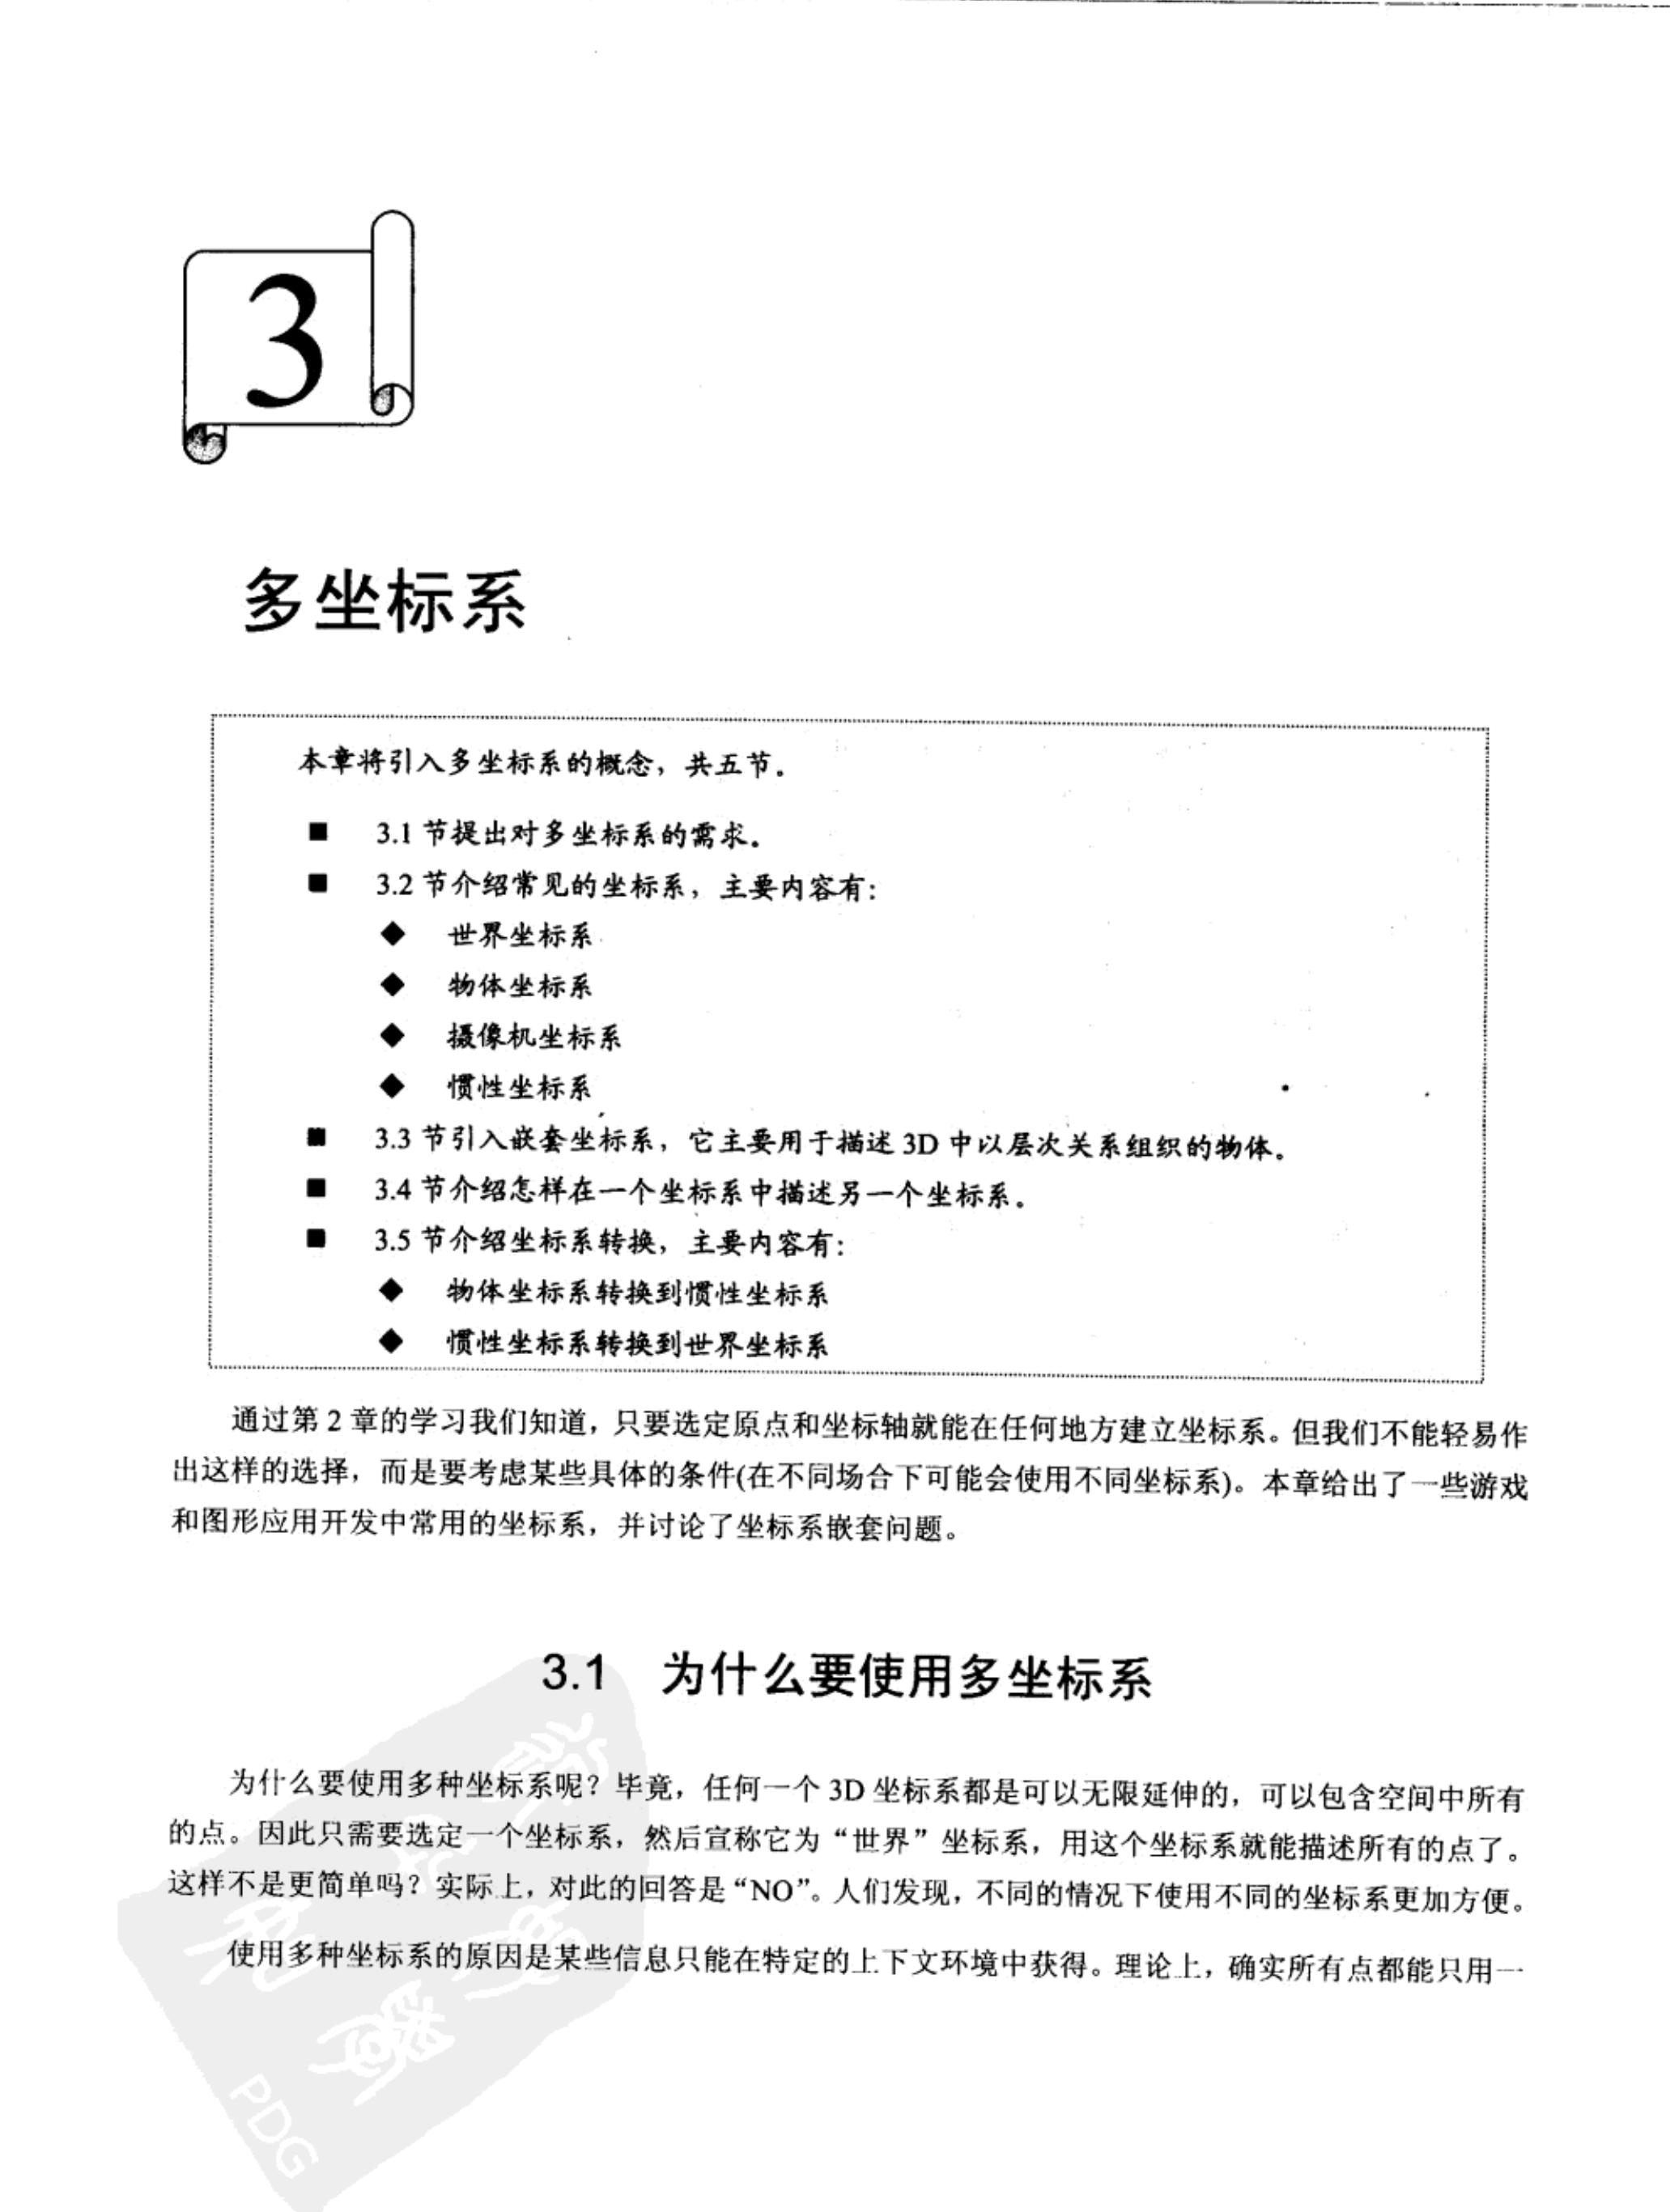 3
多坐标系
本章将引入多坐标系的概念，共五节。
■ 3.1 节提出对多坐标系的需求。
■ 3.2 节介绍常见的坐标系，主要内容有：
◆ 世界坐标系
◆ 物体坐标系
◆ 摄像机坐标系
◆ 惯性坐标系
■ 3.3 节引入嵌套坐标系，它主要用于描述 3D 中以层次关系组织的物体。
■ 3.4 节介绍怎样在一个坐标系中描述另一个坐标系。
■ 3.5 节介绍坐标系转换，主要内容有：
◆ 物体坐标系转换到惯性坐标系
◆ 惯性坐标系转换到世界坐标系
通过第 2 章的学习我们知道，只要选定原点和坐标轴就能在任何地方建立坐标系。但我们不能轻易作
出这样的选择，而是要考虑某些具体的条件(在不同场合下可能会使用不同坐标系)。本章给出了一些游戏
和图形应用开发中常用的坐标系，并讨论了坐标系嵌套问题。
3.1 为什么要使用多坐标系
为什么要使用多种坐标系呢？毕竟，任何一个 3D 坐标系都是可以无限延伸的，可以包含空间中所有
的点。因此只需要选定一个坐标系，然后宣称它为“世界”坐标系，用这个坐标系就能描述所有的点了。
这样不是更简单吗？实际上，对此的回答是“NO”。人们发现，不同的情况下使用不同的坐标系更加方便。
使用多种坐标系的原因是某些信息只能在特定的上下文环境中获得。理论上，确实所有点都能只用一
PDG